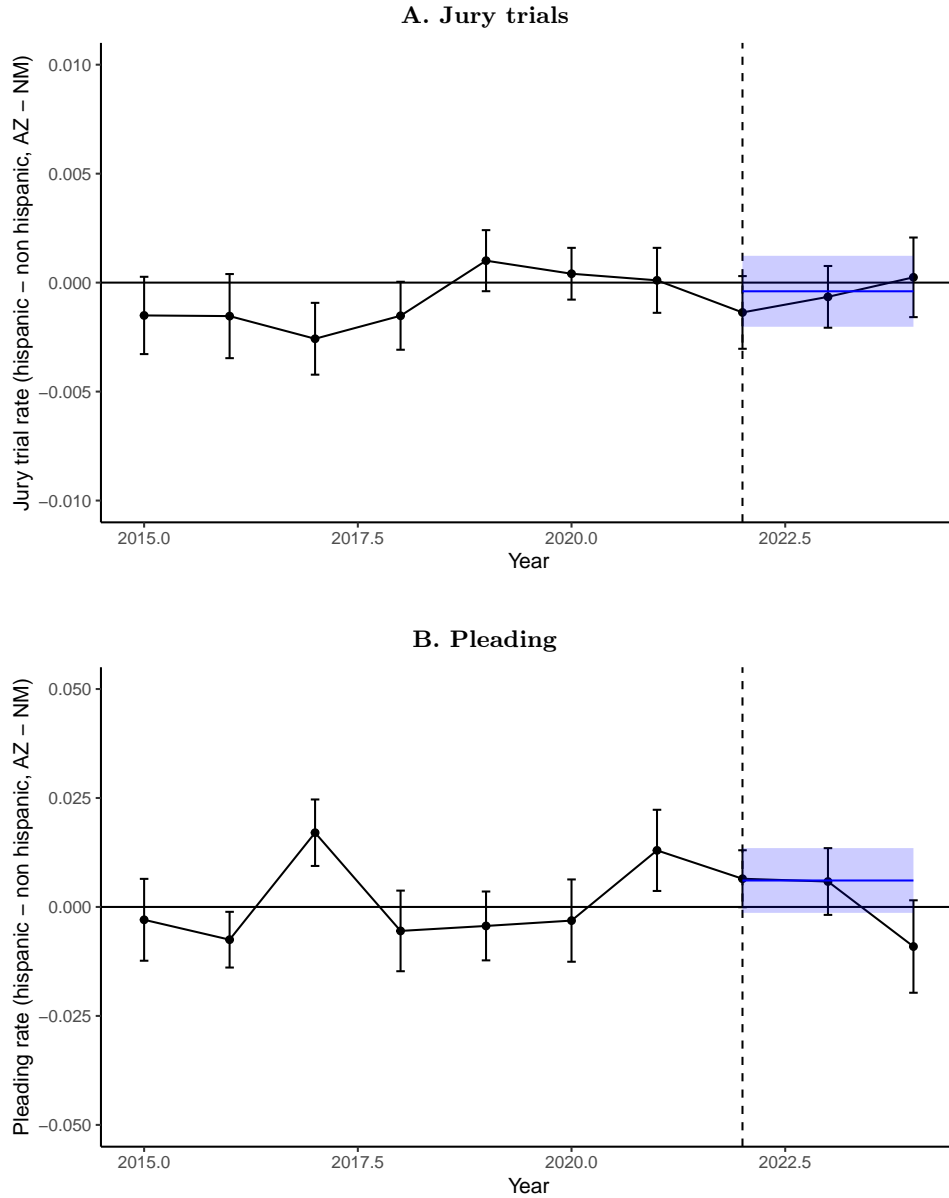 A. Jury trials
Jury trial rate (hispanic − non hispanic, AZ − NM)
0.010
0.005
0.000
−0.005
−0.010
2015.0 2017.5 2020.0 2022.5
Year
B. Pleading
Pleading rate (hispanic − non hispanic, AZ − NM)
0.050
0.025
0.000
−0.025
−0.050
2015.0 2017.5 2020.0 2022.5
Year